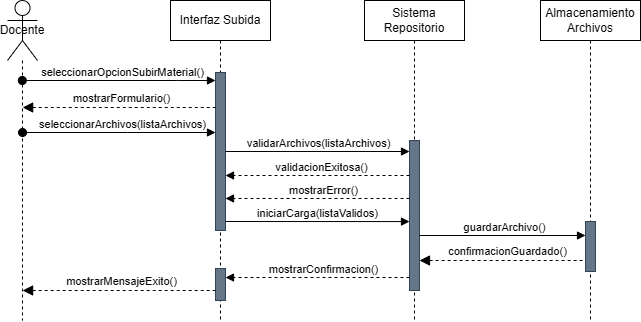 Docente
Interfaz Subida
Sistema
Repositorio
Almacenamiento
Archivos
seleccionarOpcionSubirMaterial()
mostrarFormulario()
seleccionarArchivos(listaArchivos)
validarArchivos(listaArchivos)
validacionExitosa()
mostrarError()
iniciarCarga(listaValidos)
guardarArchivo()
confirmacionGuardado()
mostrarConfirmacion()
mostrarMensajeExito()